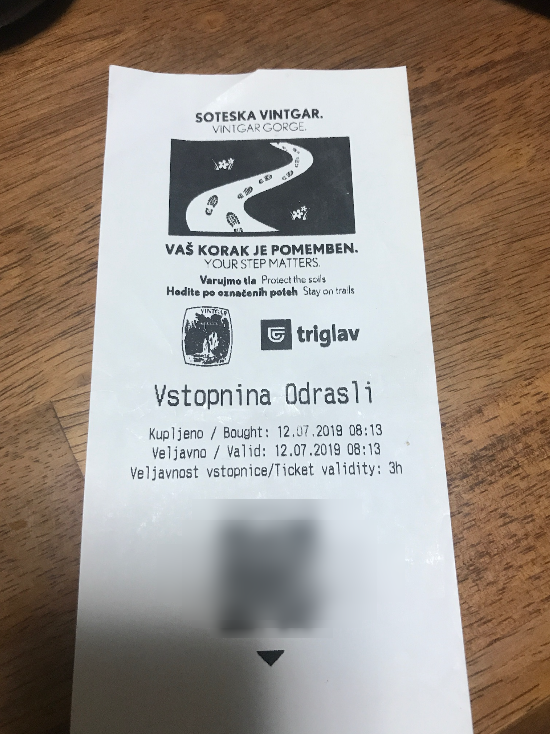 SOTESKA VINTGAR.
VINTGAR GORGE.
VAŠ KORAK JE POMEMBEN.
YOUR STEP MATTERS.
Varujmo tla Protect the soils
Hodite po označenih poteh Stay on trails
VINTGAR
triglav
Vstopnina Odrasli
Kupljeno / Bought: 12.07.2019 08:13
Veljavno / Valid: 12.07.2019 08:13
Veljavnost vstopnice/Ticket validity: 3h